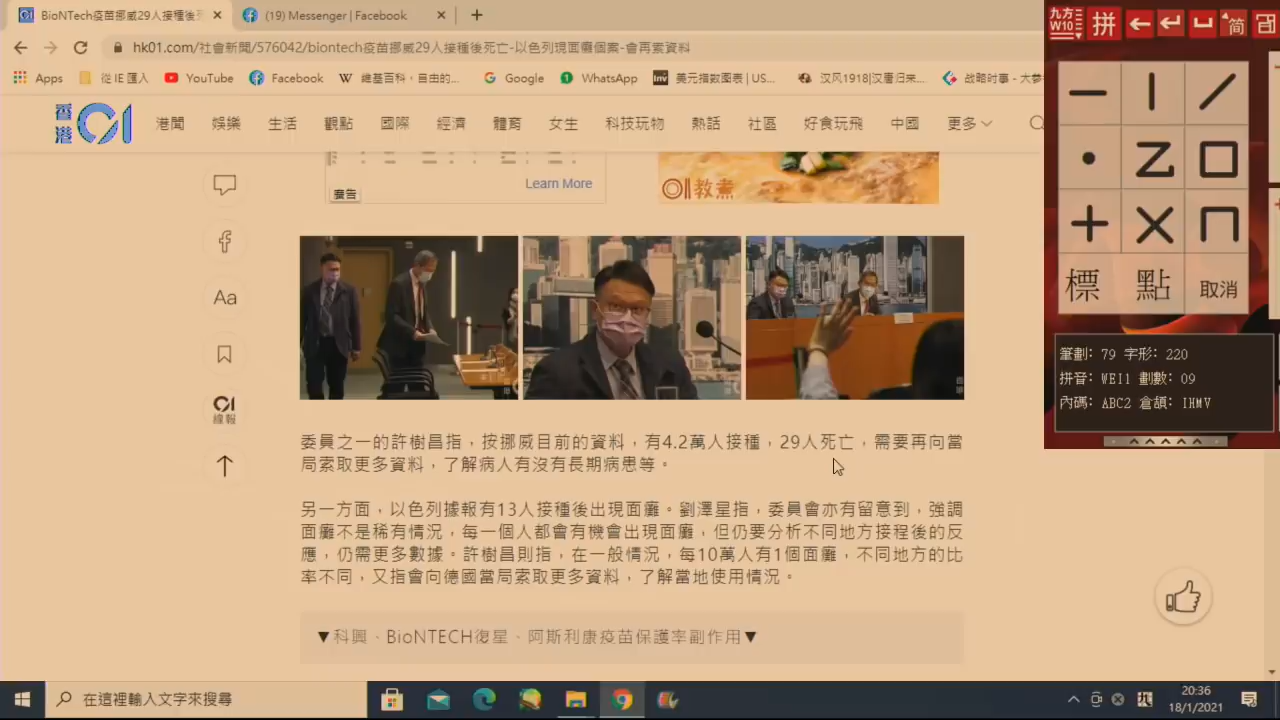 BioNTech疫苗挪威29人接種後死
(19) Messenger | Facebook
hk01.com/社會新聞/576042/biontech疫苗挪威29人接種後死亡-以色列現面癱個案-會再索資料
Apps 從 IE 匯入 YouTube Facebook W 維基百科，自由的... Google WhatsApp 美元指數圖表 | US... 汉风1918|汉唐归来... 战略时事 - 大參
香港01 港聞 娛樂 生活 觀點 國際 經濟 體育 女生 科技玩物 熱話 社區 好食玩飛 中國 更多
廣告
Learn More
01教煮
Aa
01
線報
委員之一的許樹昌指，按挪威目前的資料，有4.2萬人接種，29人死亡，需要再向當
局索取更多資料，了解病人有沒有長期病患等。
另一方面，以色列據報有13人接種後出現面癱。劉澤星指，委員會亦有留意到，強調
面癱不是稀有情況，每一個人都會有機會出現面癱，但仍要分析不同地方接程後的反
應，仍需更多數據。許樹昌則指，在一般情況，每10萬人有1個面癱，不同地方的比
率不同，又指會向德國當局索取更多資料，了解當地使用情況。
▼科興、BioNTECH復星、阿斯利康疫苗保護率副作用▼
九方
W10
拼
简
標 點 取消
筆劃: 79 字形: 220
拼音: WEI1 劃數: 09
內碼: ABC2 倉頡: IHMV
在這裡輸入文字來搜尋
九
20:36
18/1/2021